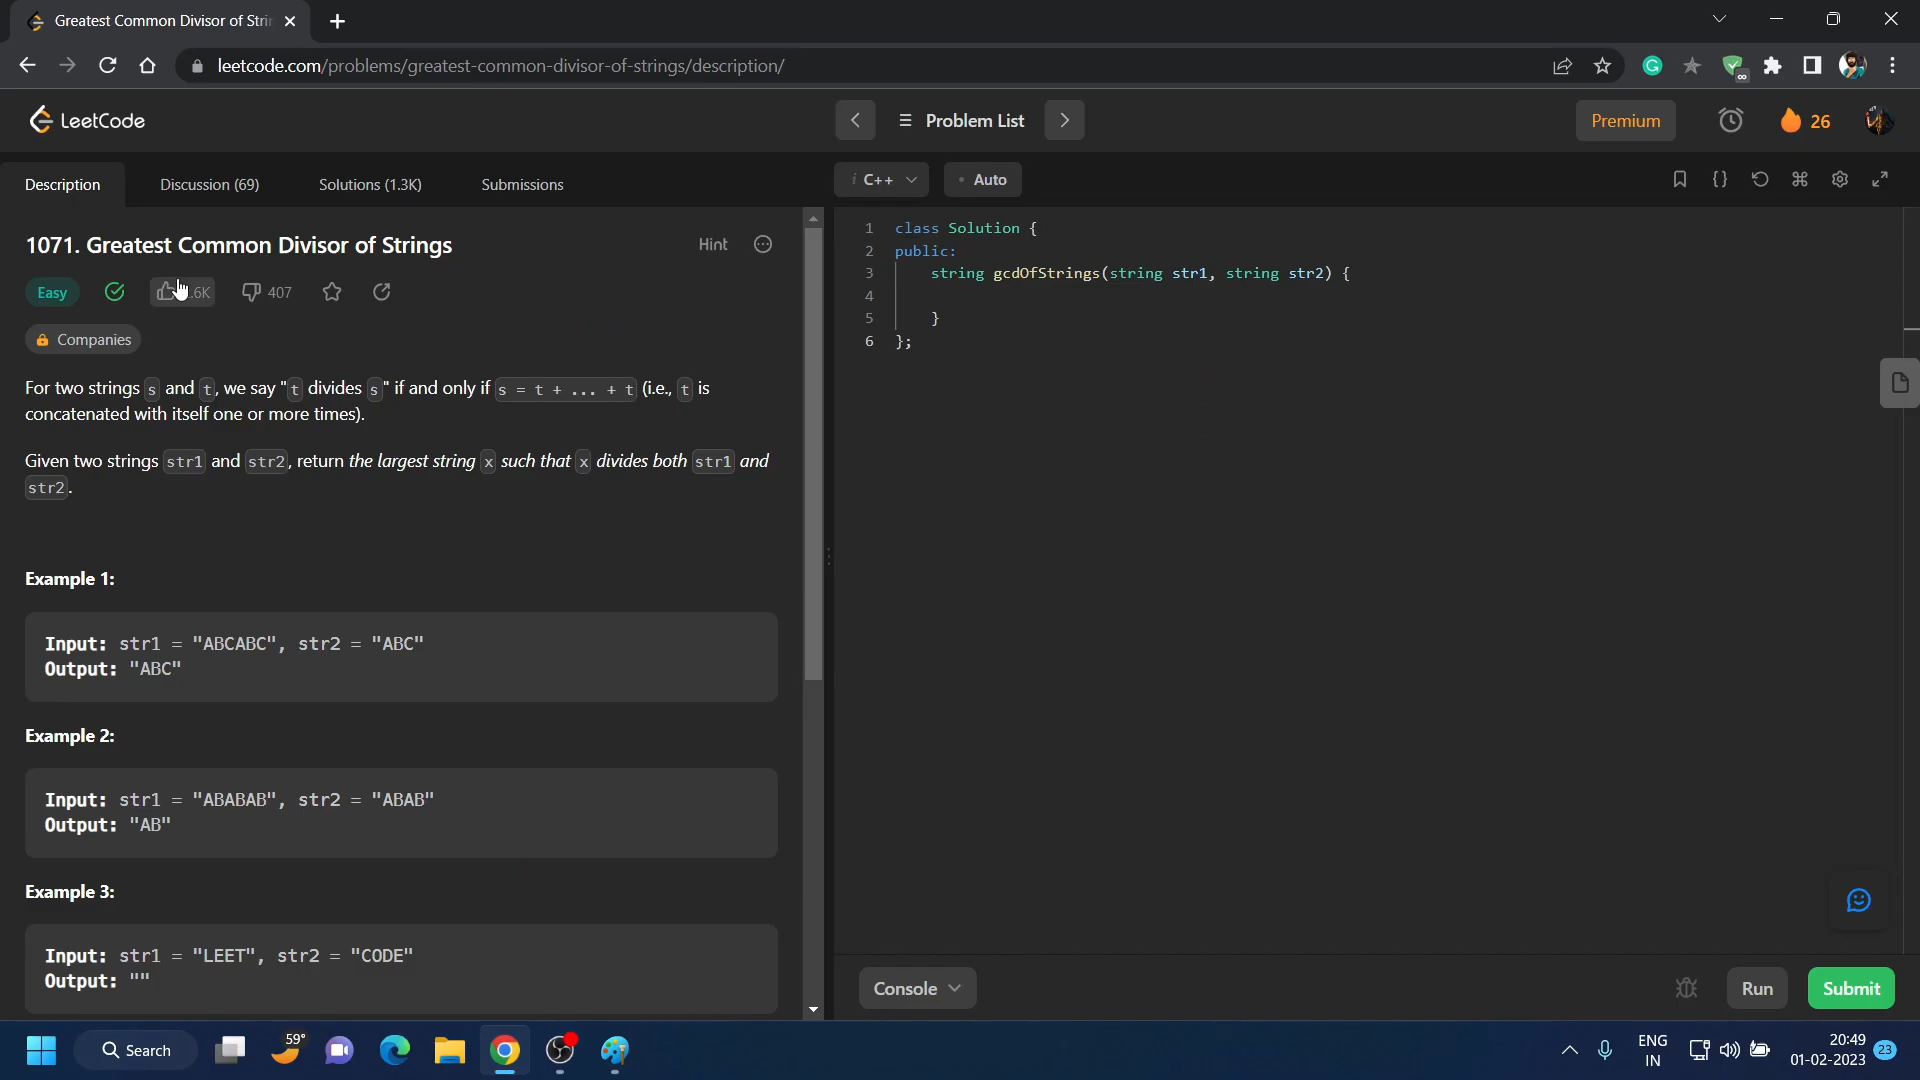 Greatest Common Divisor of Stri
leetcode.com/problems/greatest-common-divisor-of-strings/description/
LeetCode
Problem List
Premium
26
Description
Discussion (69)
Solutions (1.3K)
Submissions
1071. Greatest Common Divisor of Strings
Hint
Easy
.6K
407
Companies
For two strings s and t, we say "t divides s" if and only if s = t + ... + t (i.e., t is
concatenated with itself one or more times).
Given two strings str1 and str2, return the largest string x such that x divides both str1 and
str2.
Example 1:
Input: str1 = "ABCABC", str2 = "ABC"
Output: "ABC"
Example 2:
Input: str1 = "ABABAB", str2 = "ABAB"
Output: "AB"
Example 3:
Input: str1 = "LEET", str2 = "CODE"
Output: ""
i C++
• Auto
1 class Solution {
2 public:
3 string gcdOfStrings(string str1, string str2) {
4
5 }
6 };
Console
Run
Submit
Search
59°
ENG
IN
20:49
01-02-2023
23